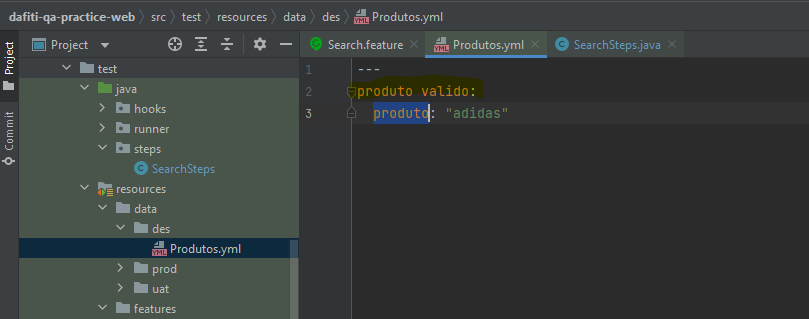 dafiti-qa-practice-web > src > test > resources > data > des > Produtos.yml
Project
Commit
Project
test
java
hooks
runner
steps
SearchSteps
resources
data
des
Produtos.yml
prod
uat
features
Search.feature Produtos.yml SearchSteps.java
1 ---
2 produto valido:
3 produto: "adidas"